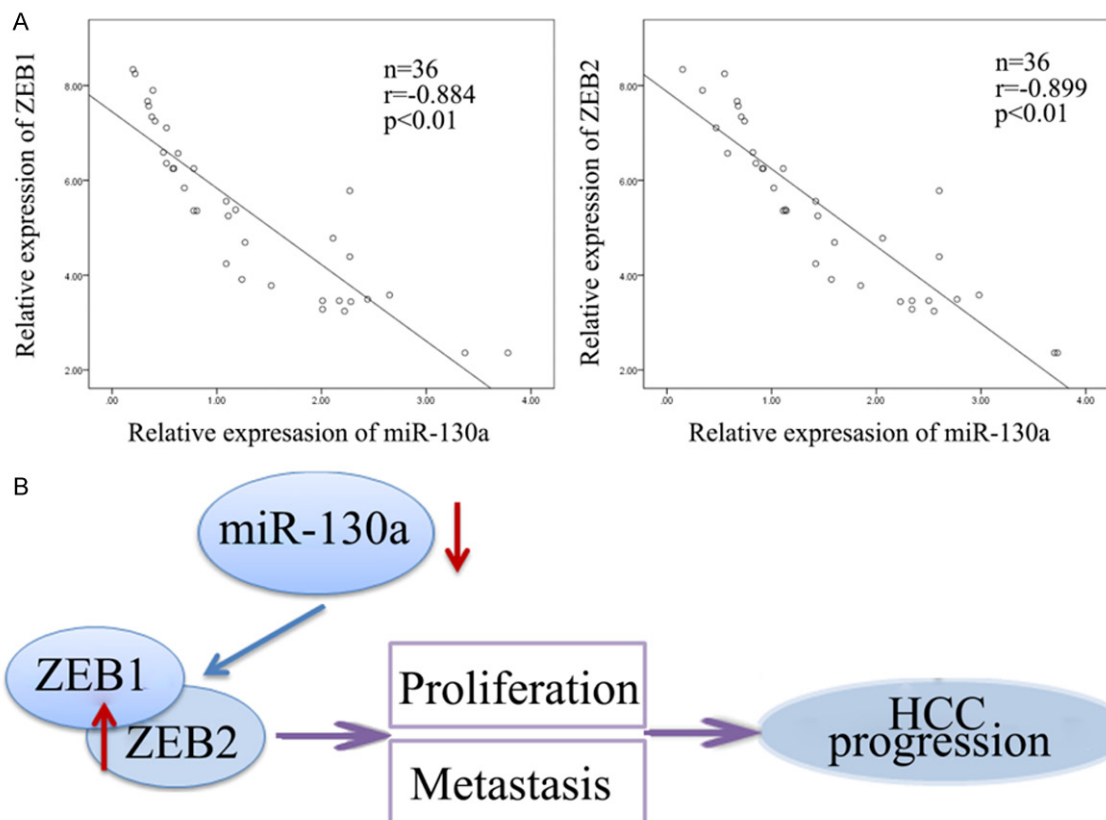 A
Relative expression of ZEB1
8.00
6.00
4.00
2.00
n=36
r=-0.884
p<0.01
.00 1.00 2.00 3.00 4.00
Relative expresasion of miR-130a
Relative expression of ZEB2
8.00
6.00
4.00
2.00
n=36
r=-0.899
p<0.01
.00 1.00 2.00 3.00 4.00
Relative expresasion of miR-130a
B
miR-130a
ZEB1
ZEB2
Proliferation
Metastasis
HCC.
progression